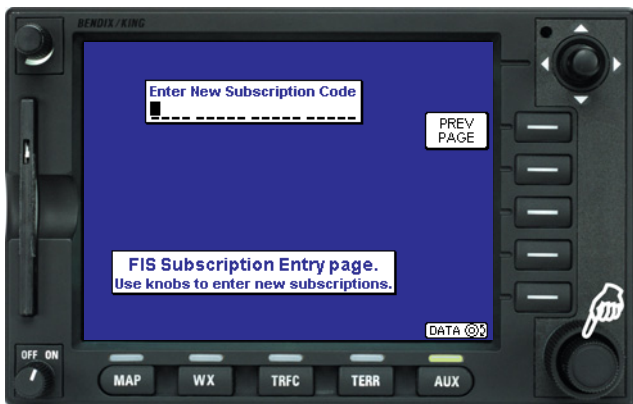 BENDIX/KING
Enter New Subscription Code
PREV
PAGE
FIS Subscription Entry page.
Use knobs to enter new subscriptions.
DATA
OFF ON
MAP WX TRFC TERR AUX